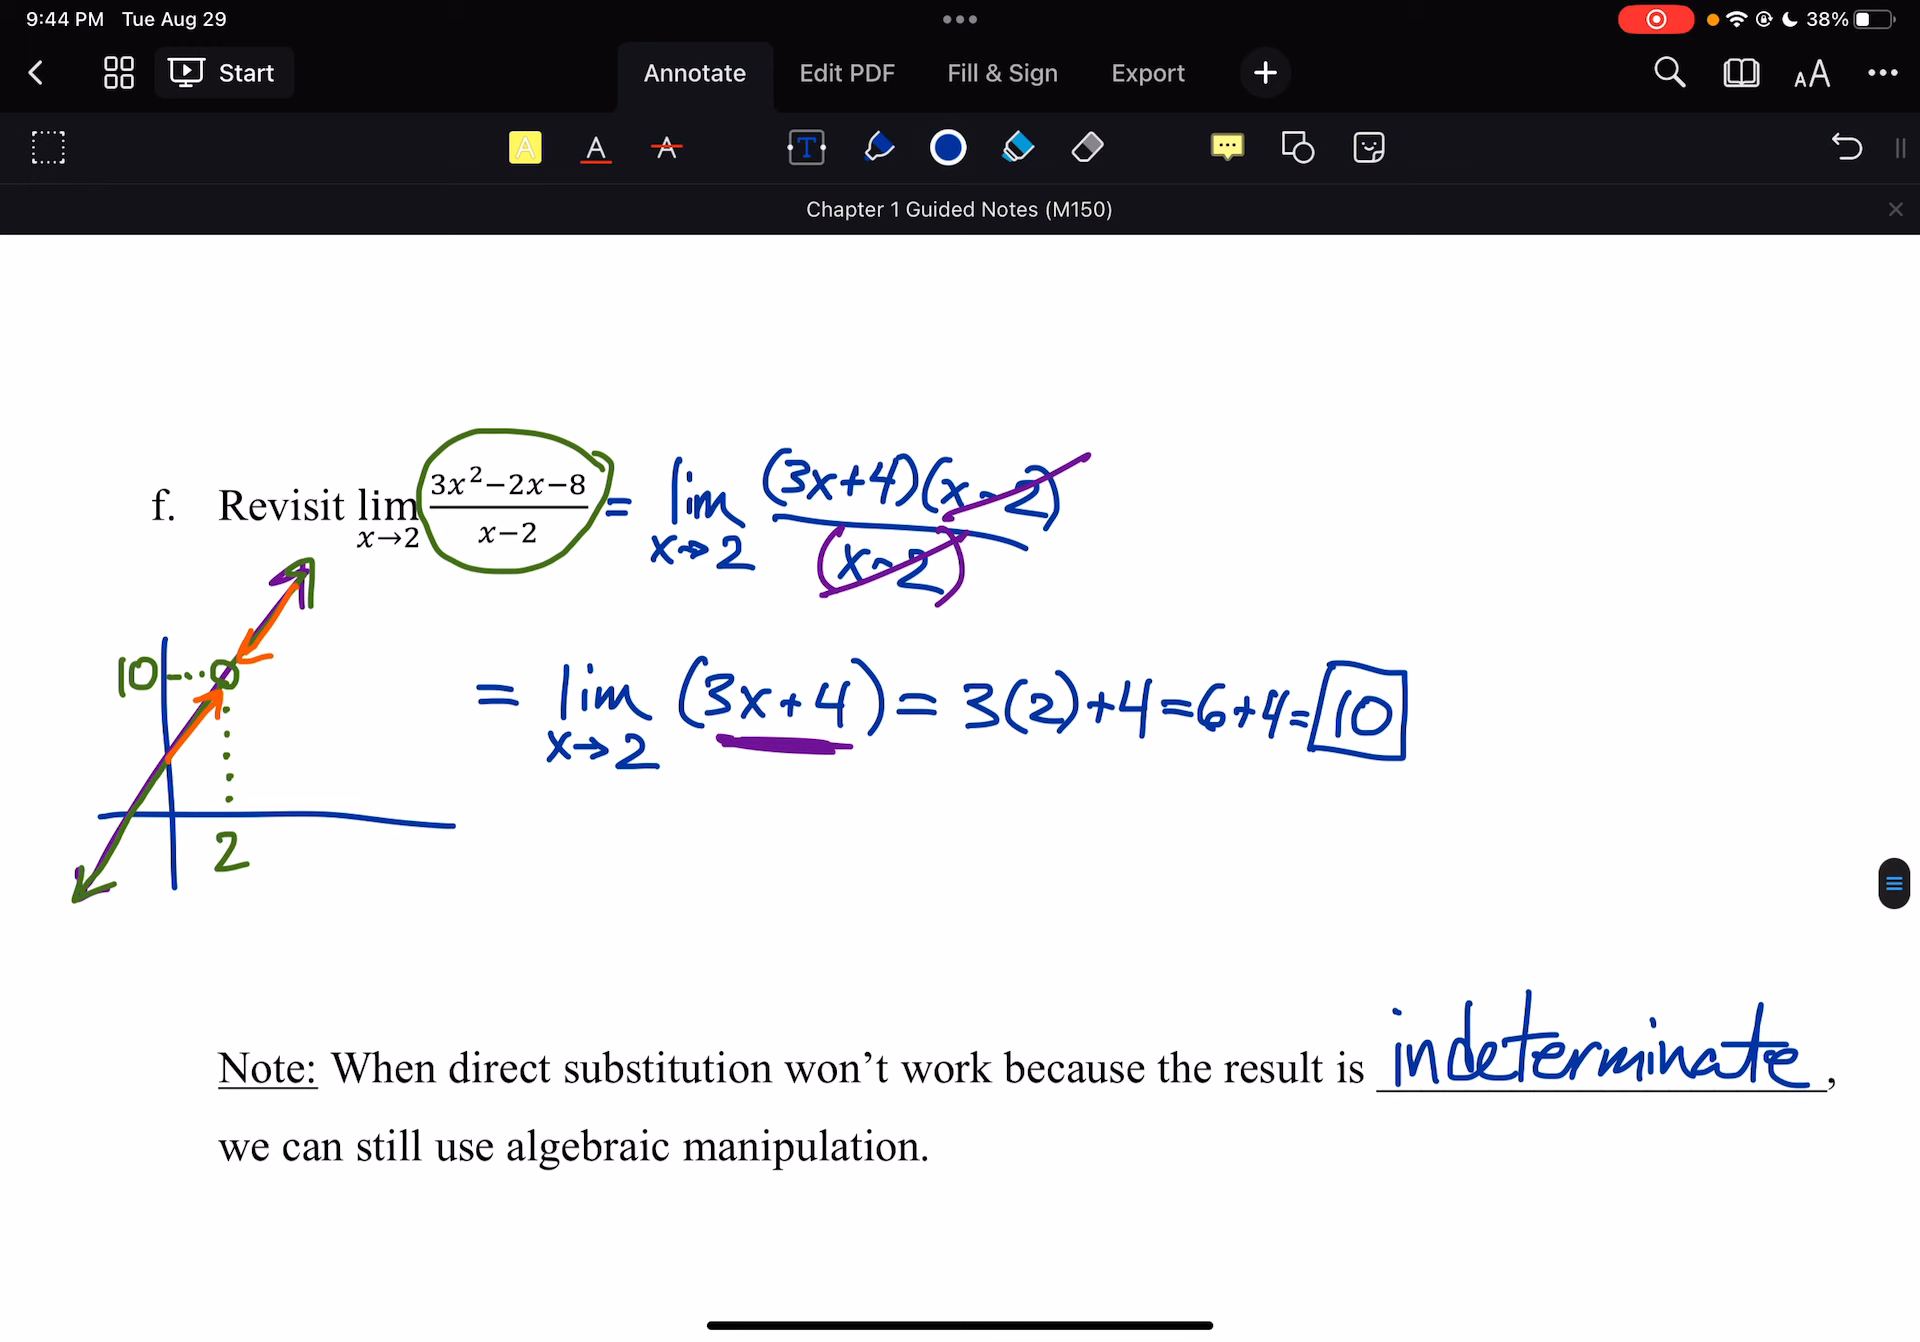 9:44 PM Tue Aug 29
38%
Start
Annotate Edit PDF Fill & Sign Export
Chapter 1 Guided Notes (M150)
f. Revisit lim x→2 (3x²−2x−8)/(x−2) = lim x→2 (3x+4)(x-2)/(x-2)
10
= lim x→2 (3x+4) = 3(2)+4=6+4=10
2
Note: When direct substitution won’t work because the result is indeterminate,
we can still use algebraic manipulation.